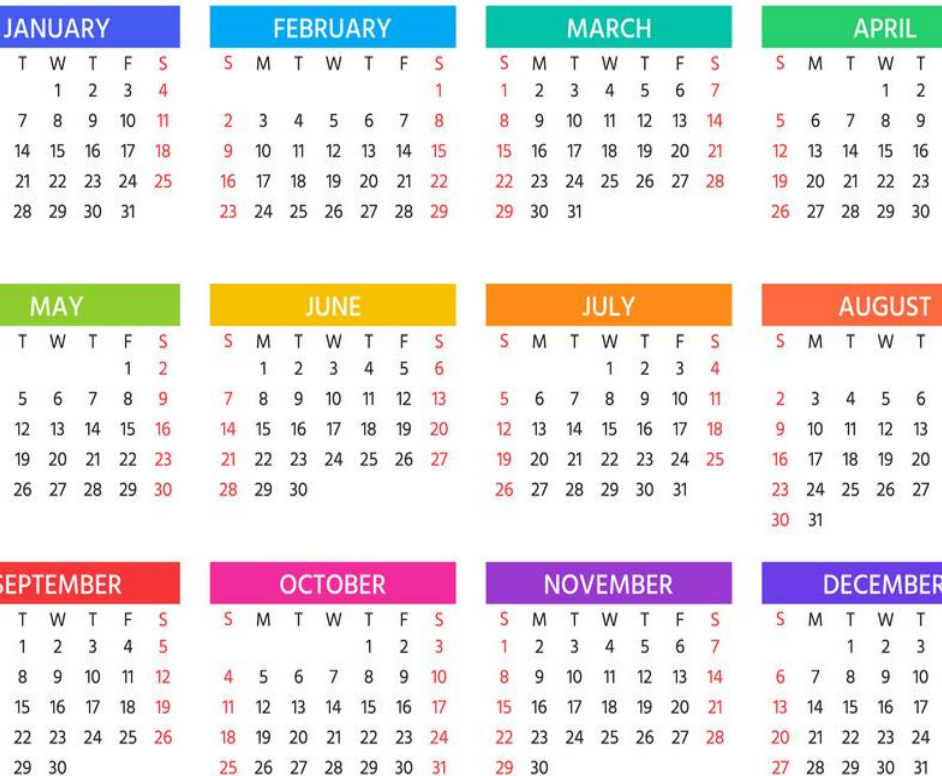 JANUARY
T W T F S
1 2 3 4
7 8 9 10 11
14 15 16 17 18
21 22 23 24 25
28 29 30 31
FEBRUARY
S M T W T F S
1
2 3 4 5 6 7 8
9 10 11 12 13 14 15
16 17 18 19 20 21 22
23 24 25 26 27 28 29
MARCH
S M T W T F S
1 2 3 4 5 6 7
8 9 10 11 12 13 14
15 16 17 18 19 20 21
22 23 24 25 26 27 28
29 30 31
APRIL
S M T W T
1 2
5 6 7 8 9
12 13 14 15 16
19 20 21 22 23
26 27 28 29 30
MAY
T W T F S
1 2
5 6 7 8 9
12 13 14 15 16
19 20 21 22 23
26 27 28 29 30
JUNE
S M T W T F S
1 2 3 4 5 6
7 8 9 10 11 12 13
14 15 16 17 18 19 20
21 22 23 24 25 26 27
28 29 30
JULY
S M T W T F S
1 2 3 4
5 6 7 8 9 10 11
12 13 14 15 16 17 18
19 20 21 22 23 24 25
26 27 28 29 30 31
AUGUST
S M T W T
2 3 4 5 6
9 10 11 12 13
16 17 18 19 20
23 24 25 26 27
30 31
SEPTEMBER
T W T F S
1 2 3 4 5
8 9 10 11 12
15 16 17 18 19
22 23 24 25 26
29 30
OCTOBER
S M T W T F S
1 2 3
4 5 6 7 8 9 10
11 12 13 14 15 16 17
18 19 20 21 22 23 24
25 26 27 28 29 30 31
NOVEMBER
S M T W T F S
1 2 3 4 5 6 7
8 9 10 11 12 13 14
15 16 17 18 19 20 21
22 23 24 25 26 27 28
29 30
DECEMBER
S M T W T
1 2 3
6 7 8 9 10
13 14 15 16 17
20 21 22 23 24
27 28 29 30 31